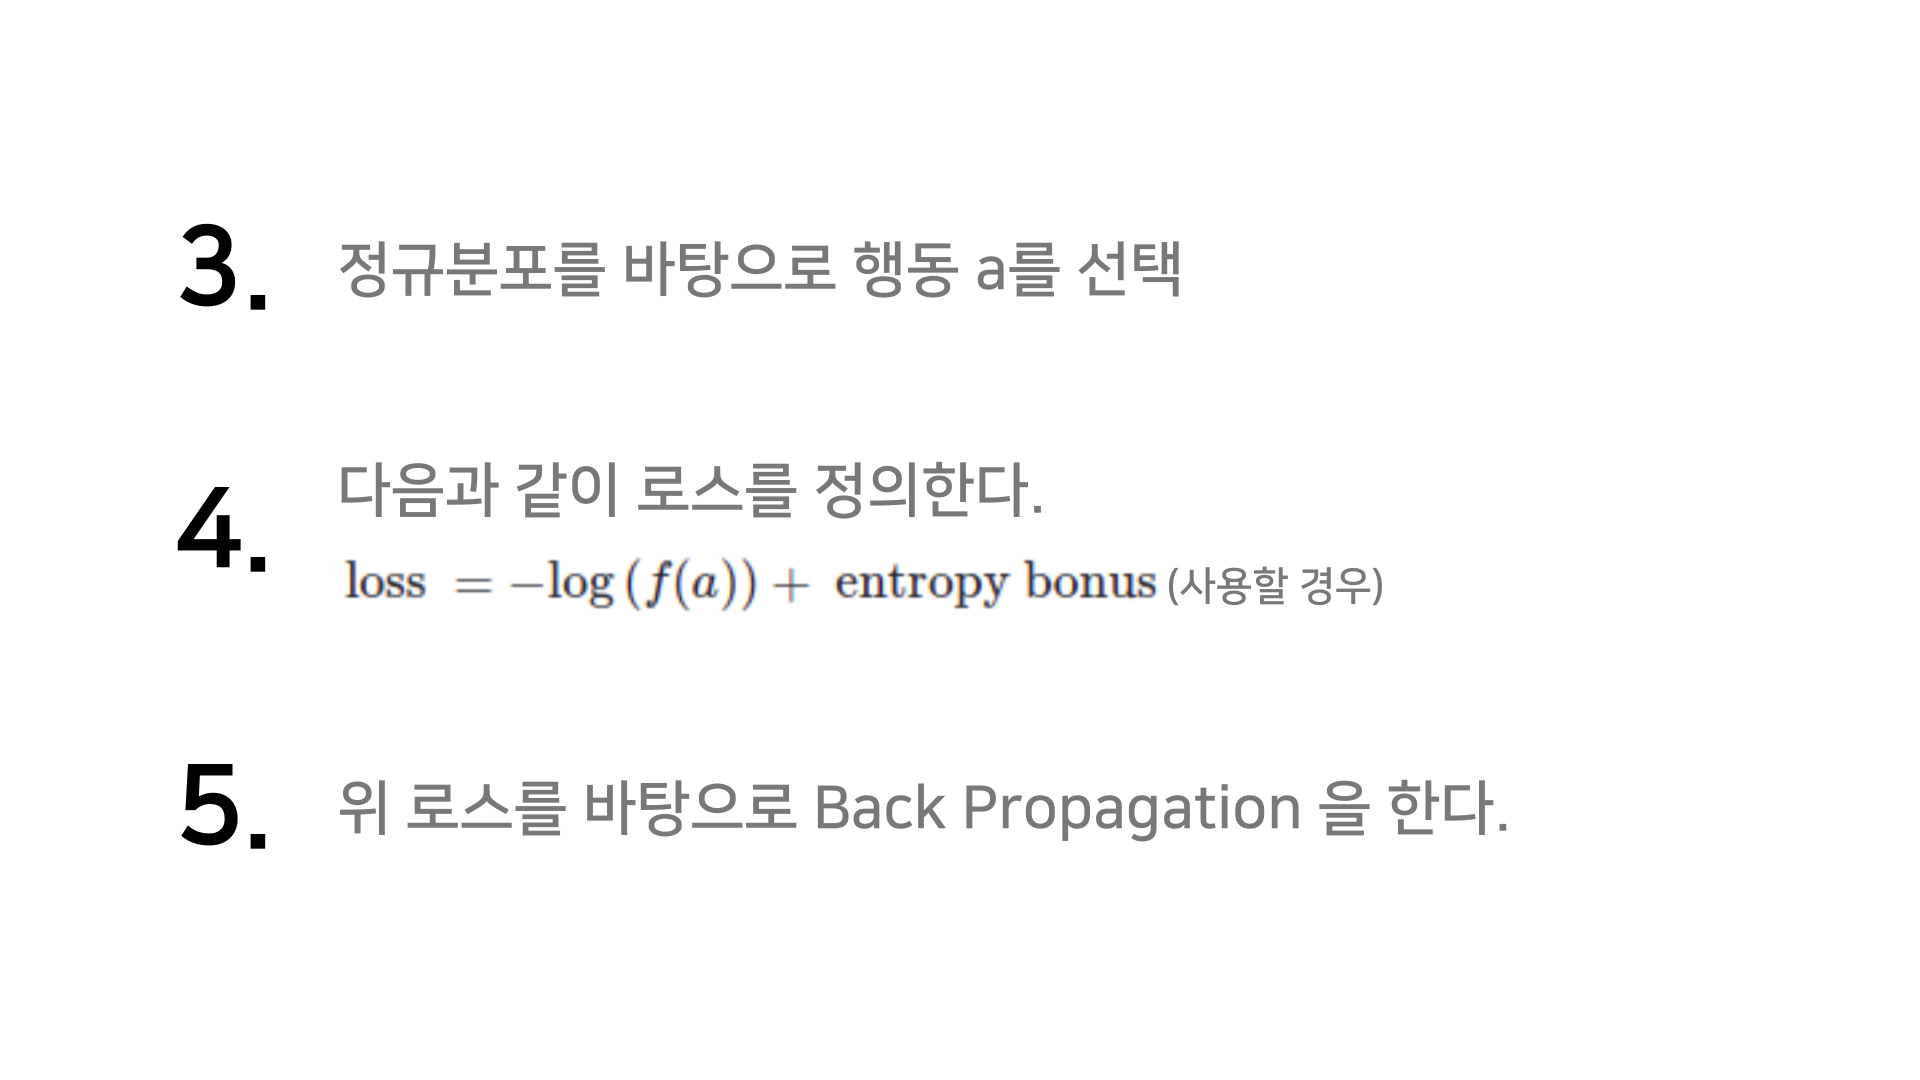 3. 정규분포를 바탕으로 행동 a를 선택
4. 다음과 같이 로스를 정의한다.
loss = −log (f(a)) + entropy bonus (사용할 경우)
5. 위 로스를 바탕으로 Back Propagation 을 한다.